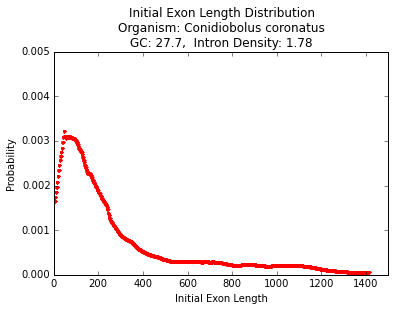 Initial Exon Length Distribution
Organism: Conidiobolus coronatus
GC: 27.7,  Intron Density: 1.78
0.005
0.004
0.003
0.002
0.001
0.000
Probability
0 200 400 600 800 1000 1200 1400
Initial Exon Length